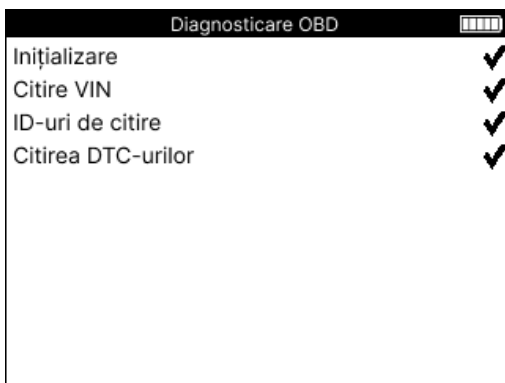 Diagnosticare OBD
Inițializare
Citire VIN
ID-uri de citire
Citirea DTC-urilor